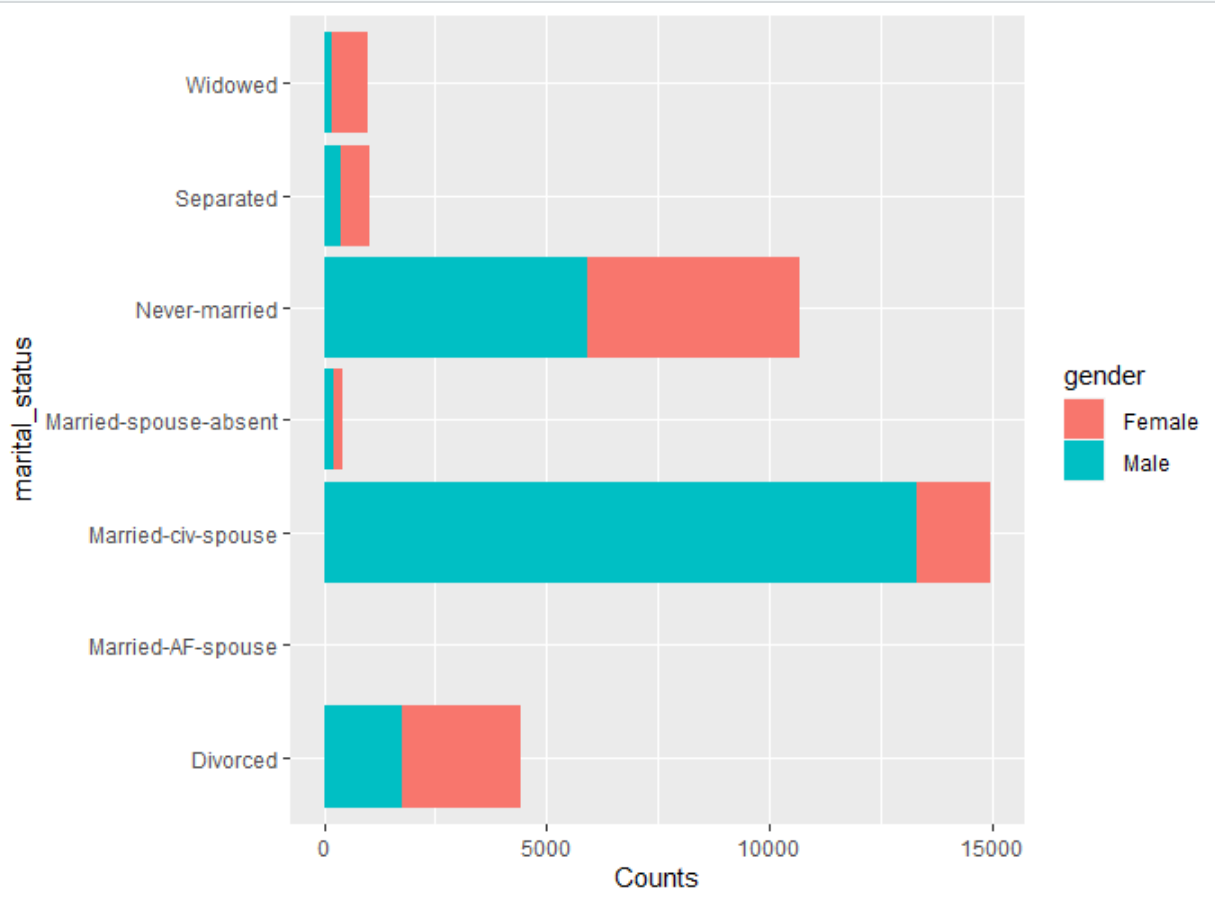 Widowed
Separated
Never-married
Married-spouse-absent
Married-civ-spouse
Married-AF-spouse
Divorced
marital_status
0 5000 10000 15000
Counts
gender
Female
Male